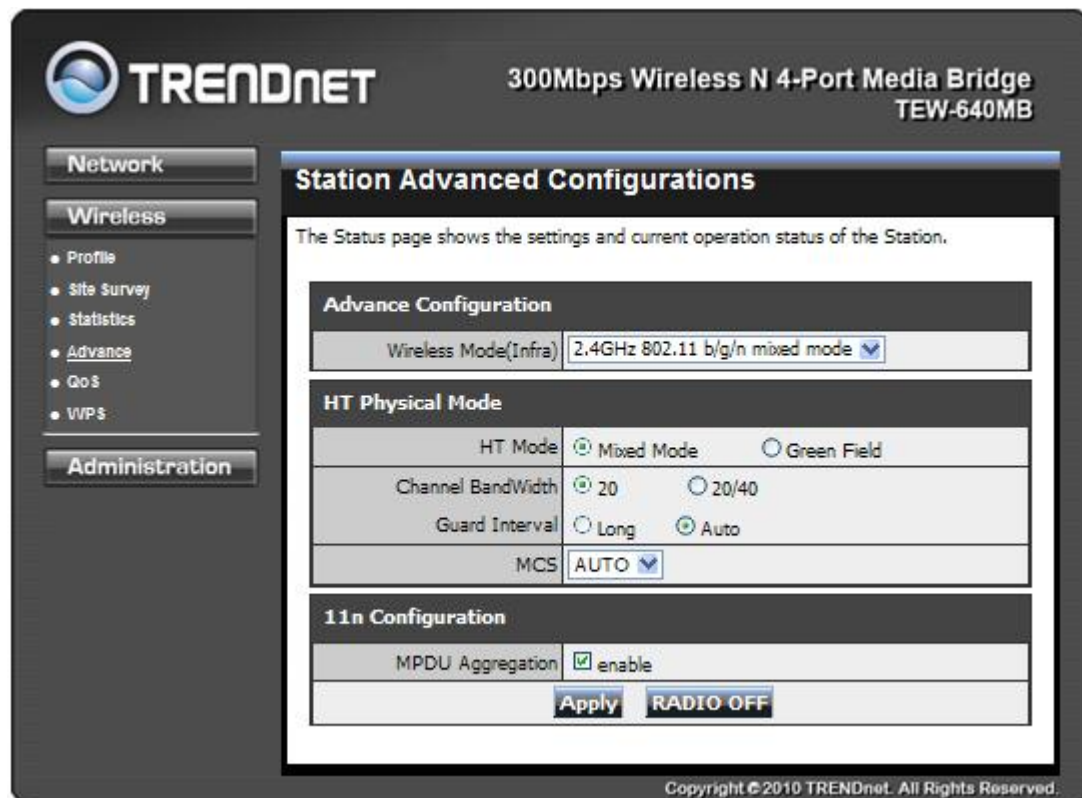 TRENDNET
300Mbps Wireless N 4-Port Media Bridge
TEW-640MB
Network
Wireless
Profile
Site Survey
Statistics
Advance
QoS
WPS
Administration
Station Advanced Configurations
The Status page shows the settings and current operation status of the Station.
Advance Configuration
Wireless Mode(Infra) 2.4GHz 802.11 b/g/n mixed mode
HT Physical Mode
HT Mode Mixed Mode Green Field
Channel BandWidth 20 20/40
Guard Interval Long Auto
MCS AUTO
11n Configuration
MPDU Aggregation enable
Apply RADIO OFF
Copyright © 2010 TRENDnet. All Rights Reserved.